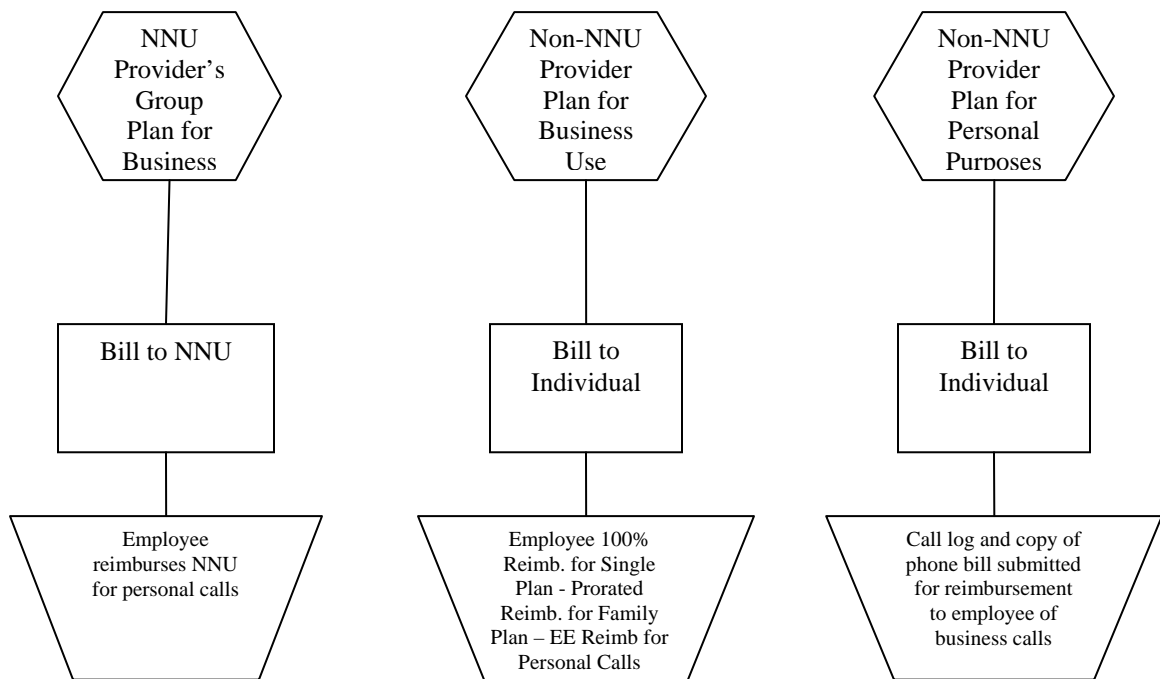 NNU
Provider's
Group
Plan for
Business
Non-NNU
Provider
Plan for
Business
Use
Non-NNU
Provider
Plan for
Personal
Purposes
Bill to NNU
Bill to
Individual
Bill to
Individual
Employee
reimburses NNU
for personal calls
Employee 100%
Reimb. for Single
Plan - Prorated
Reimb. for Family
Plan – EE Reimb for
Personal Calls
Call log and copy of
phone bill submitted
for reimbursement
to employee of
business calls